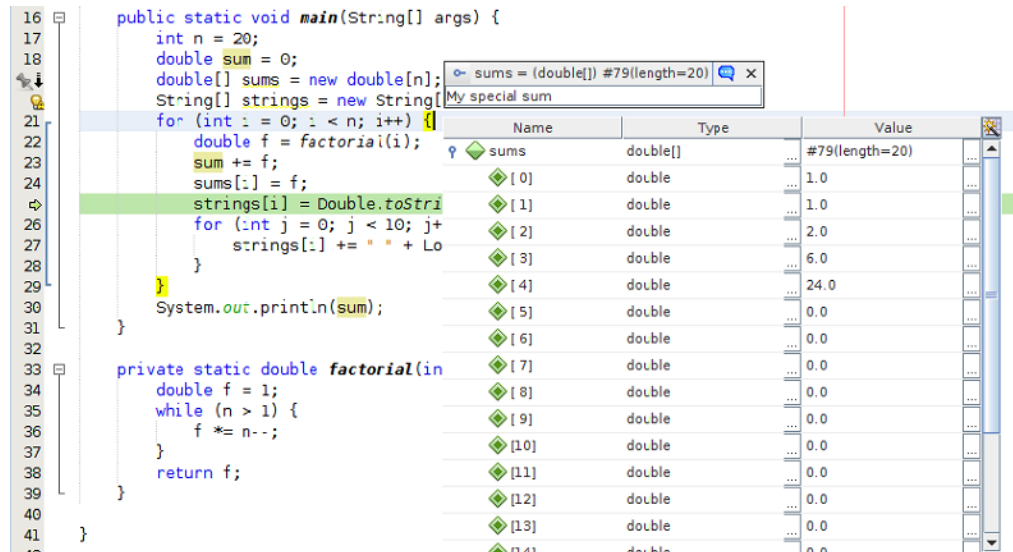 16 public static void main(String[] args) {
17 int n = 20;
18 double sum = 0;
double[] sums = new double[n];
String[] strings = new String[
21 for (int i = 0; i < n; i++) {
22 double f = factorial(i);
23 sum += f;
24 sums[i] = f;
strings[i] = Double.toStri
26 for (int j = 0; j < 10; j+
27 strings[i] += " " + Lo
28 }
29 }
30 System.out.println(sum);
31 }
32
33 private static double factorial(in
34 double f = 1;
35 while (n > 1) {
36 f *= n--;
37 }
38 return f;
39 }
40
41 }
sums = (double[]) #79(length=20)
My special sum
Name Type Value
sums double[] ... #79(length=20) ...
[ 0] double ... 1.0 ...
[ 1] double ... 1.0 ...
[ 2] double ... 2.0 ...
[ 3] double ... 6.0 ...
[ 4] double ... 24.0 ...
[ 5] double ... 0.0 ...
[ 6] double ... 0.0 ...
[ 7] double ... 0.0 ...
[ 8] double ... 0.0 ...
[ 9] double ... 0.0 ...
[10] double ... 0.0 ...
[11] double ... 0.0 ...
[12] double ... 0.0 ...
[13] double ... 0.0 ...